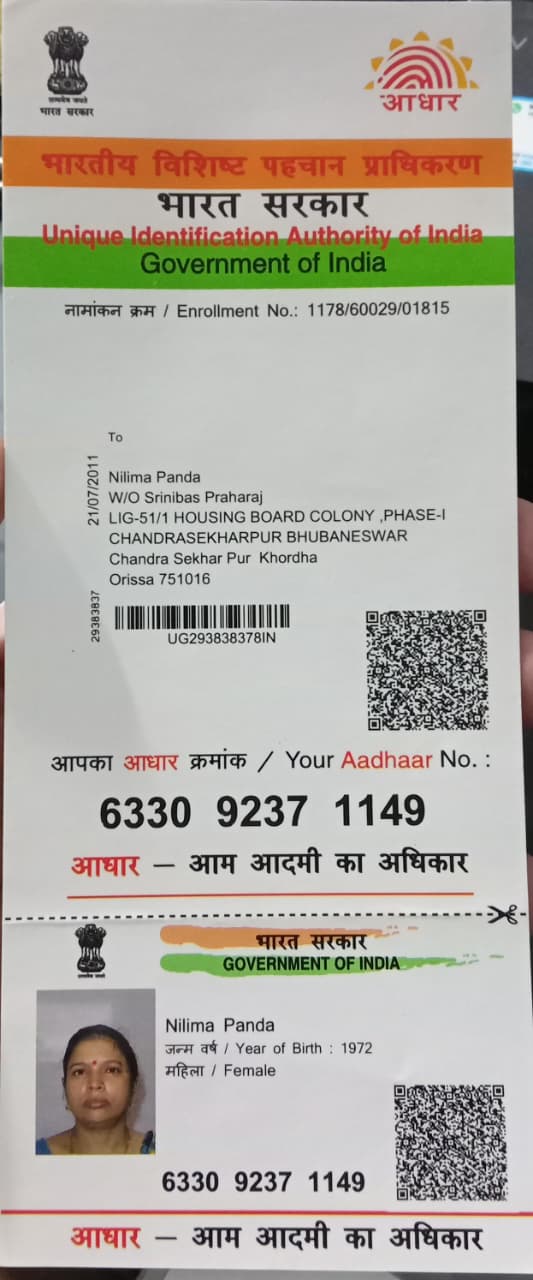 सत्यमेव जयते
भारत सरकार
आधार
भारतीय विशिष्ट पहचान प्राधिकरण
भारत सरकार
Unique Identification Authority of India
Government of India
नामांकन क्रम / Enrollment No.: 1178/60029/01815
To
21/07/2011
Nilima Panda
W/O Srinibas Praharaj
LIG-51/1 HOUSING BOARD COLONY ,PHASE-I
CHANDRASEKHARPUR BHUBANESWAR
Chandra Sekhar Pur Khordha
Orissa 751016
29383837
UG293838378IN
आपका आधार क्रमांक / Your Aadhaar No. :
6330 9237 1149
आधार — आम आदमी का अधिकार
भारत सरकार
GOVERNMENT OF INDIA
Nilima Panda
जन्म वर्ष / Year of Birth : 1972
महिला / Female
6330 9237 1149
आधार — आम आदमी का अधिकार